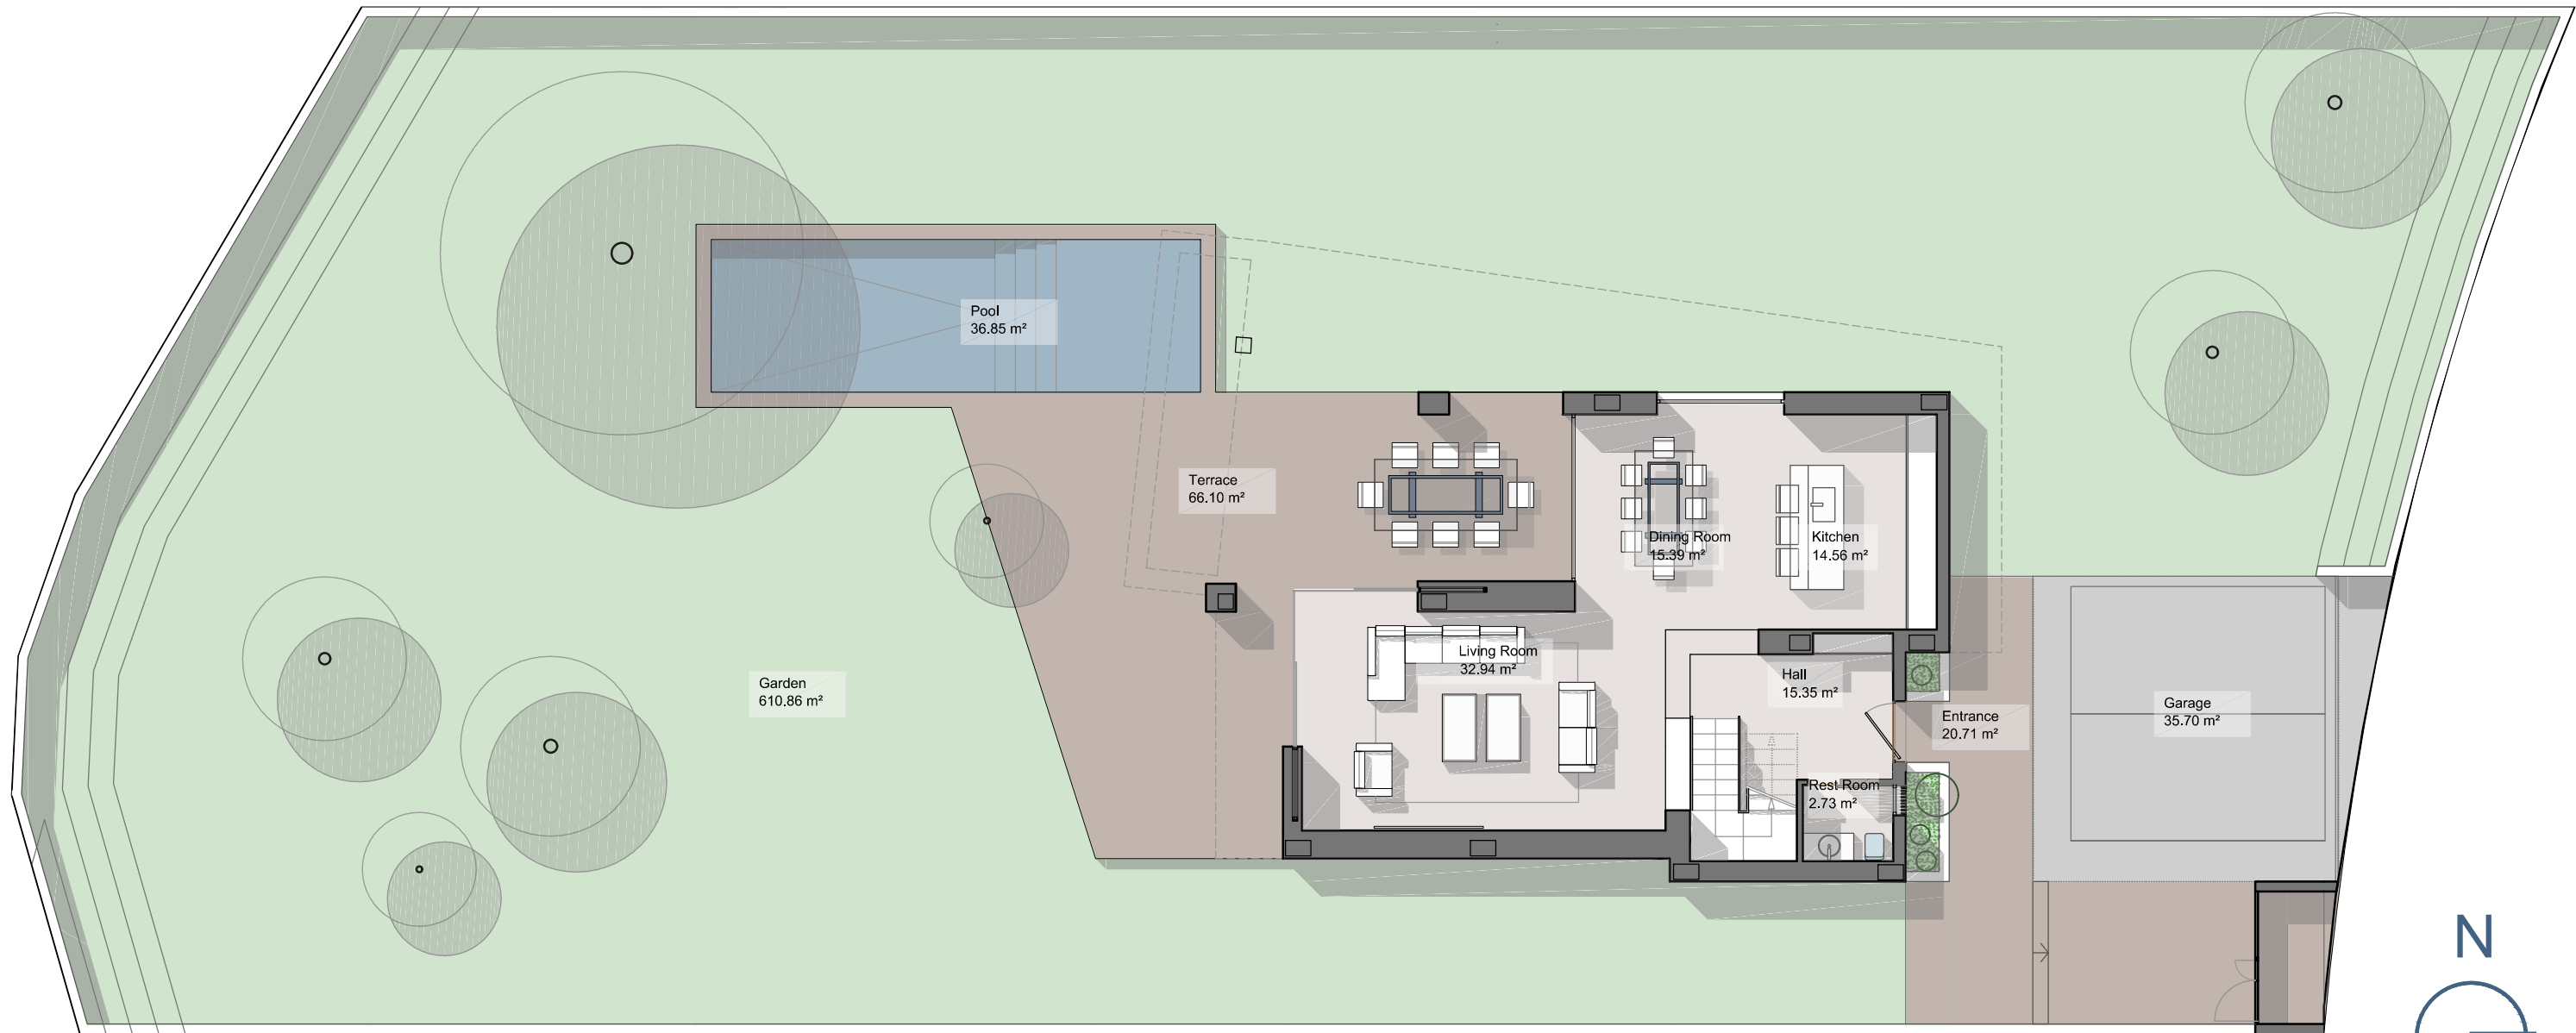 Pool
36.85 m²
Terrace
66.10 m²
Dining Room
15.39 m²
Kitchen
14.56 m²
Living Room
32.94 m²
Hall
15.35 m²
Garden
610.86 m²
Entrance
20.71 m²
Garage
35.70 m²
Rest Room
2.73 m²
N